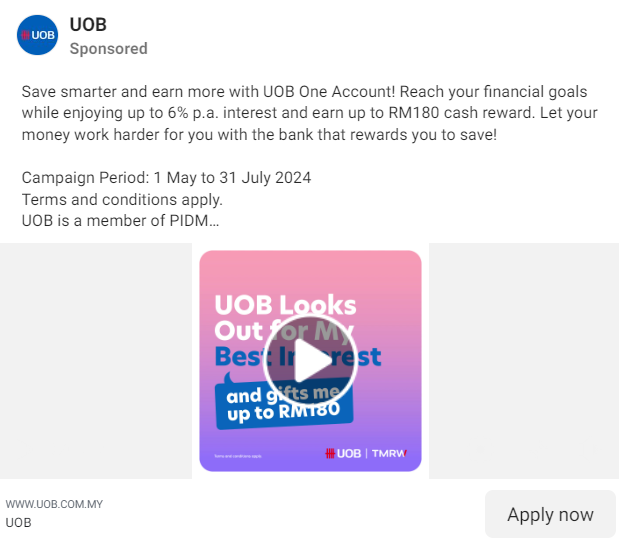 UOB
UOB
Sponsored
Save smarter and earn more with UOB One Account! Reach your financial goals
while enjoying up to 6% p.a. interest and earn up to RM180 cash reward. Let your
money work harder for you with the bank that rewards you to save!
Campaign Period: 1 May to 31 July 2024
Terms and conditions apply.
UOB is a member of PIDM...
UOB Looks
Out for My
Best Interest
and gifts me
up to RM180
Terms and conditions apply.
UOB | TMRW
WWW.UOB.COM.MY
UOB
Apply now